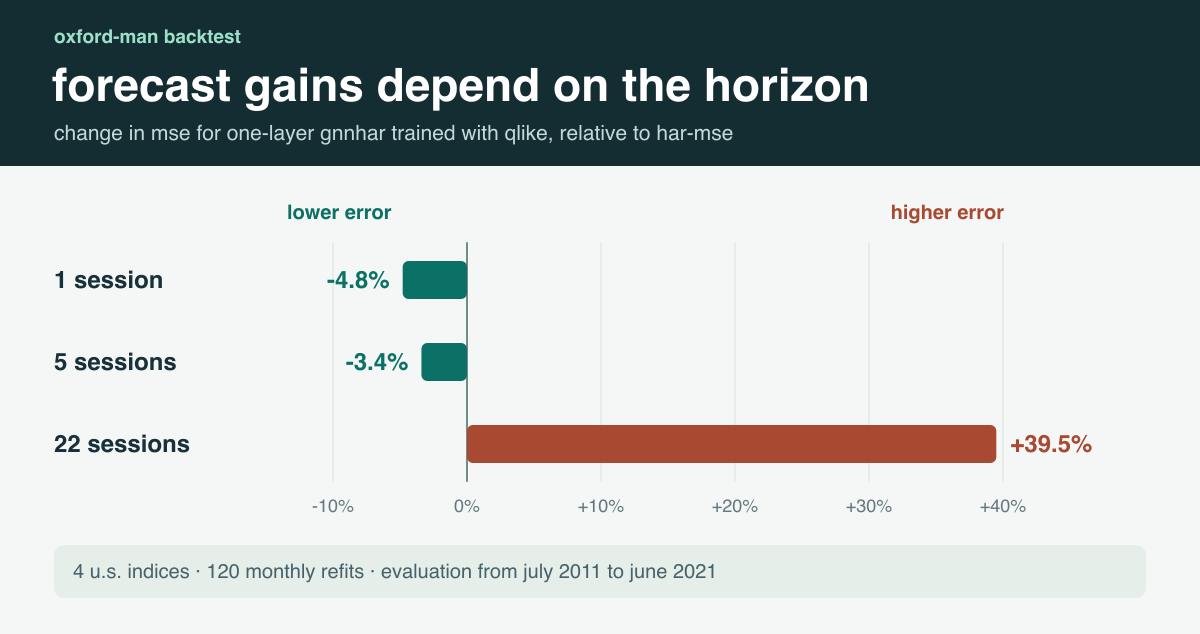 oxford-man backtest
forecast gains depend on the horizon
change in mse for one-layer gnnhar trained with qlike, relative to har-mse
lower error
higher error
1 session
-4.8%
5 sessions
-3.4%
22 sessions
+39.5%
-10%
0%
+10%
+20%
+30%
+40%
4 u.s. indices · 120 monthly refits · evaluation from july 2011 to june 2021